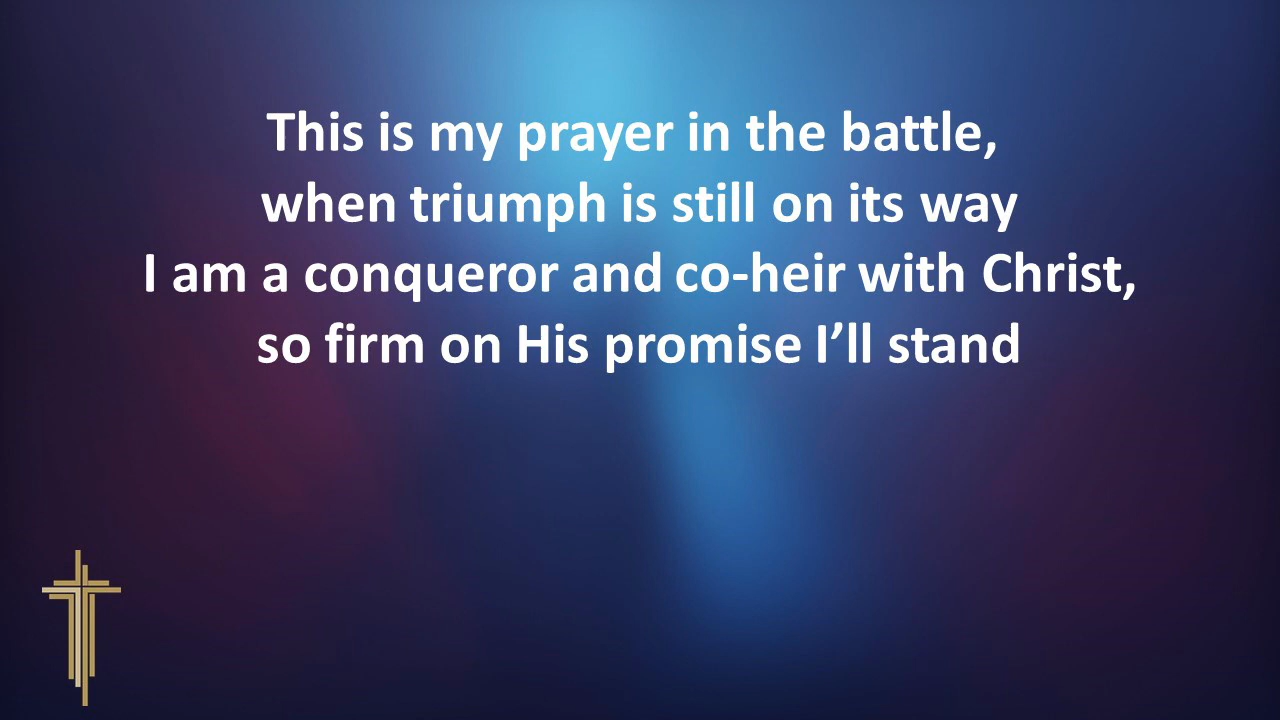 This is my prayer in the battle,
when triumph is still on its way
I am a conqueror and co-heir with Christ,
so firm on His promise I’ll stand